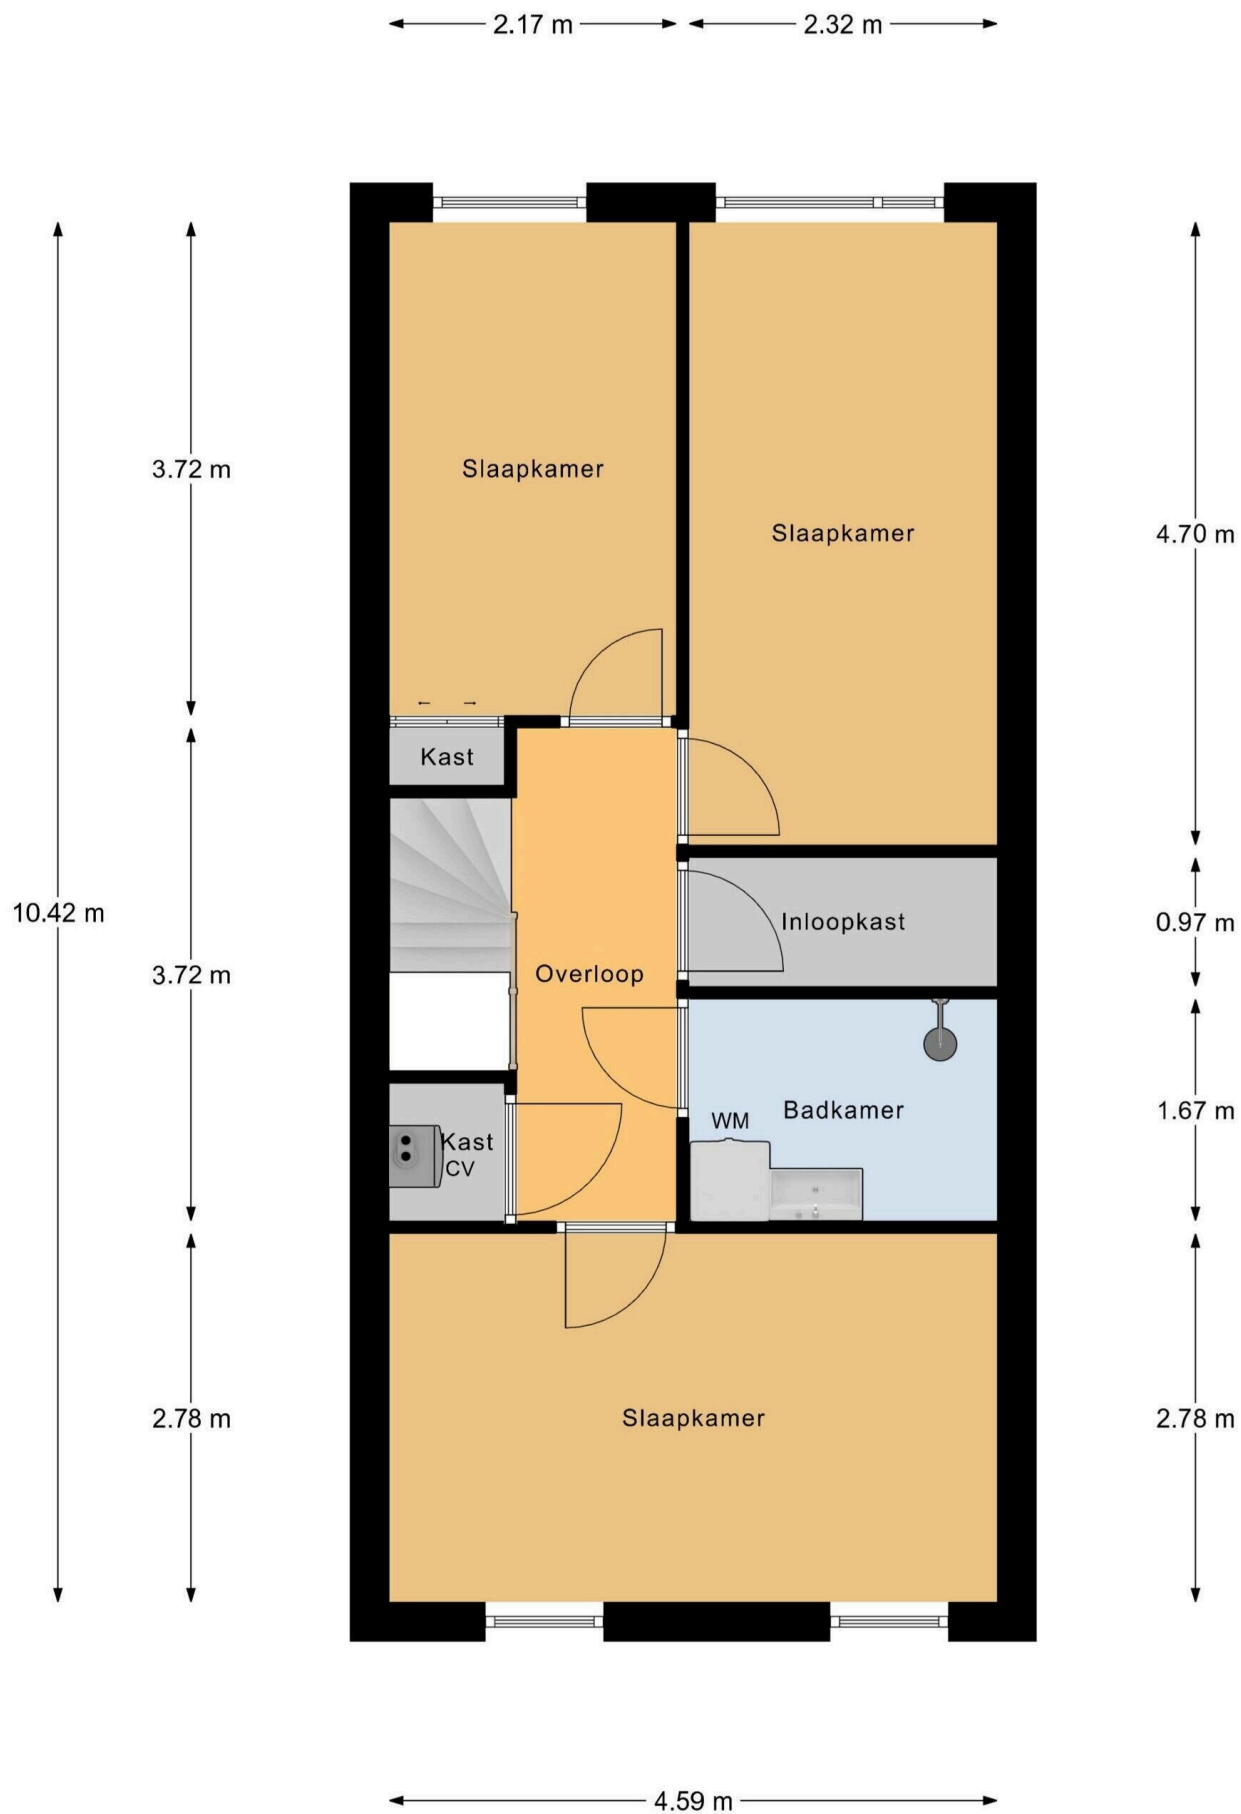 2.17 m
2.32 m
3.72 m
Slaapkamer
Slaapkamer
4.70 m
Kast
10.42 m
Inloopkast
0.97 m
3.72 m
Overloop
Badkamer
1.67 m
WM
Kast
CV
2.78 m
Slaapkamer
2.78 m
4.59 m